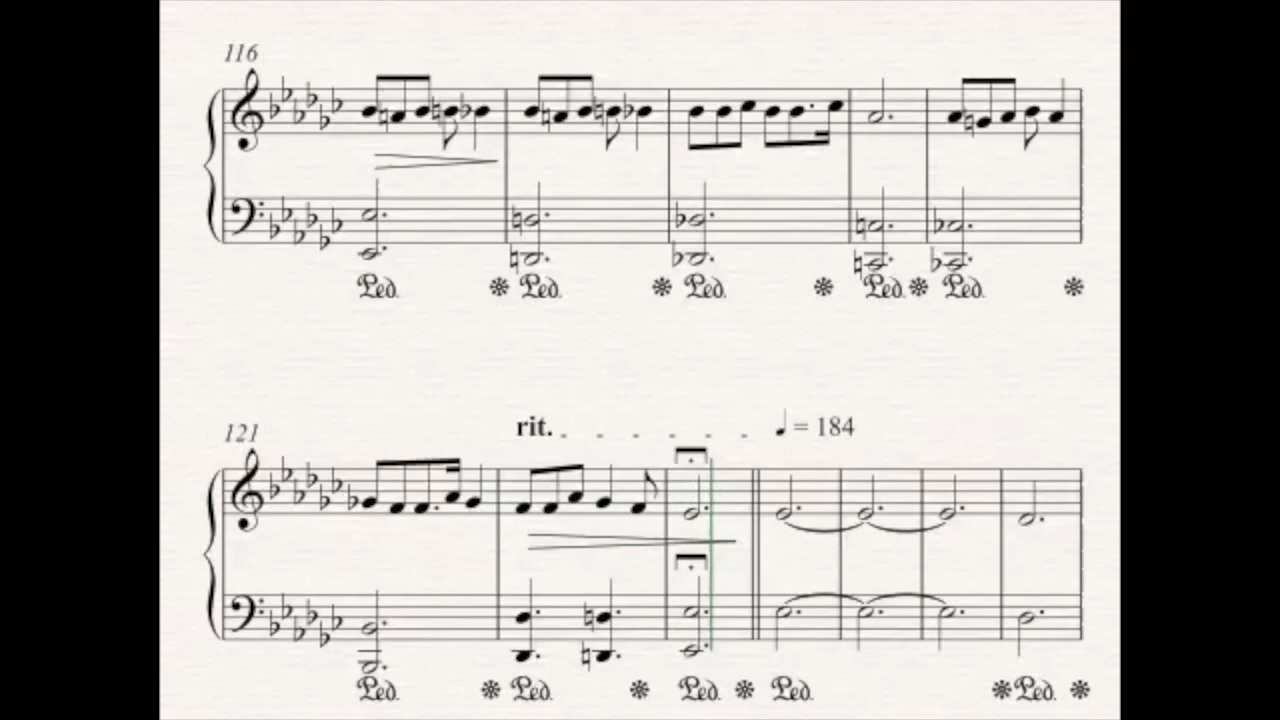 116
Ped. Ped. Ped. Ped. Ped.
rit. ♩ = 184
121
Ped. Ped. Ped. Ped. Ped.